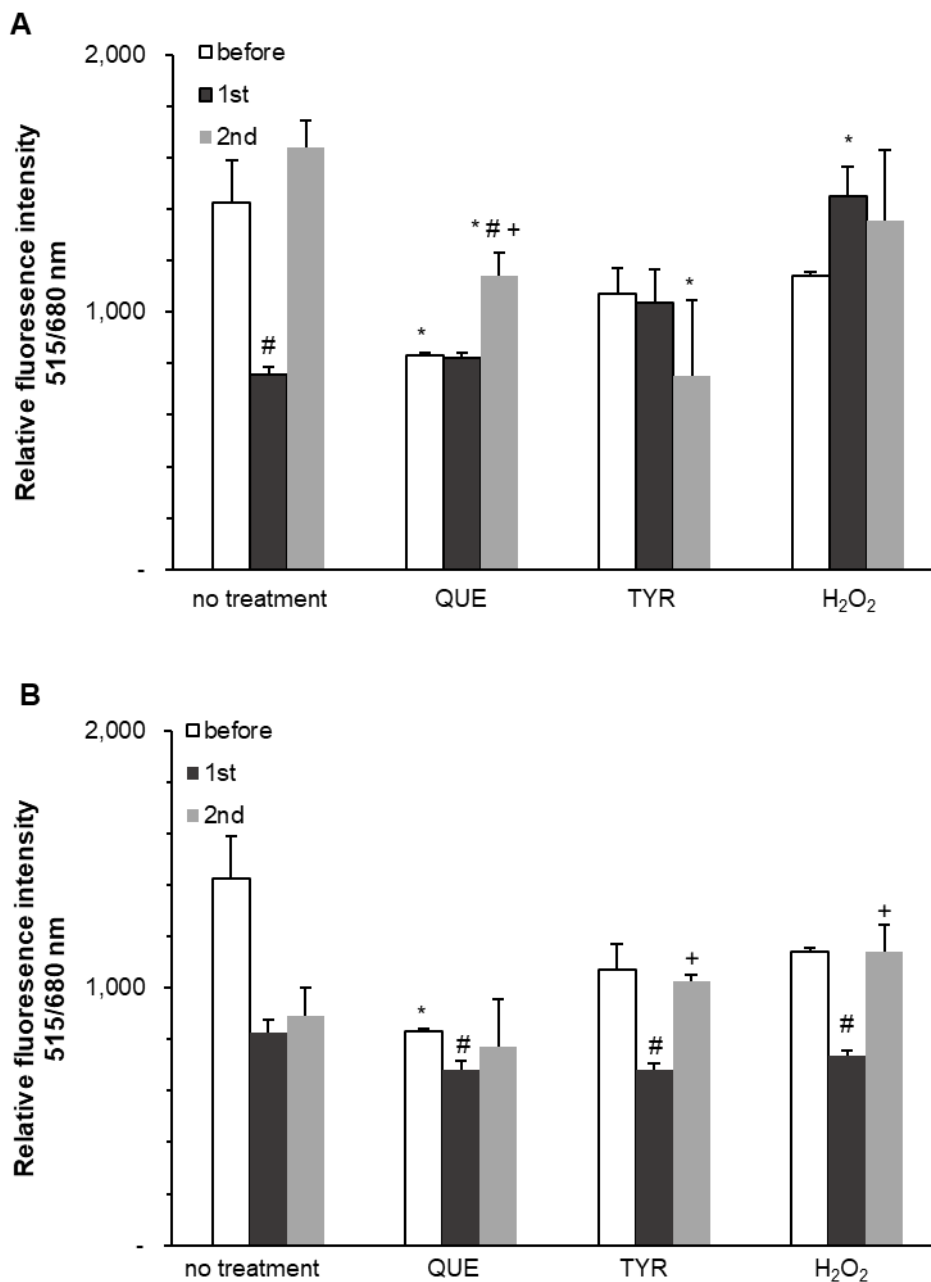 A
2,000
before
1st
2nd
*
* # +
#
*
*
1,000
-
Relative fluoresence intensity
515/680 nm
no treatment QUE TYR H₂O₂
B
2,000
before
1st
2nd
+
+
1,000
*
#
#
#
-
Relative fluoresence intensity
515/680 nm
no treatment QUE TYR H₂O₂